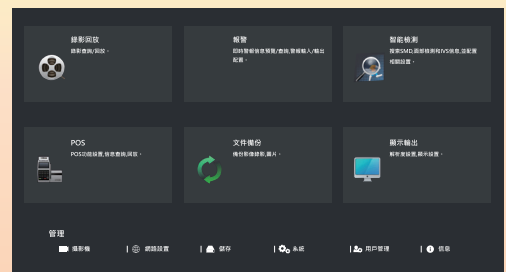 錄影回放
錄影查詢/回放。
報警
即時警報信息預覽/查詢,警報輸入/輸出
配置。
智能檢測
搜索SMD,面部檢測和IVS信息,並配置
相關設置。
POS
POS功能設置,信息查詢,回放。
文件備份
備份影像錄影,圖片。
顯示輸出
解析度設置,顯示設置。
管理
攝影機
網路設置
儲存
系統
用戶管理
信息